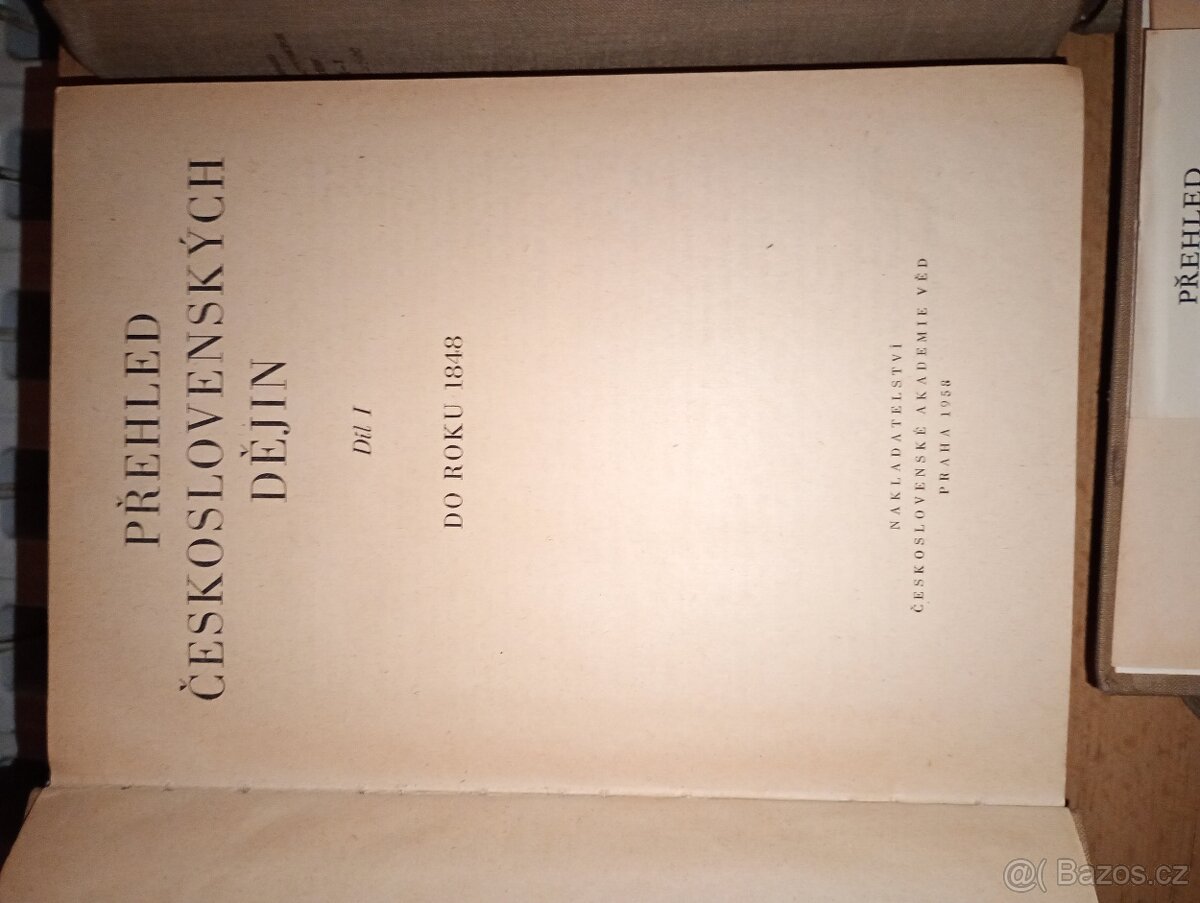 PŘEHLED
ČESKOSLOVENSKÝCH
DĚJIN
Díl I
DO ROKU 1848
NAKLADATELSTVÍ
ČESKOSLOVENSKÉ AKADEMIE VĚD
PRAHA 1958
PŘEHLED
@( Bazos.cz